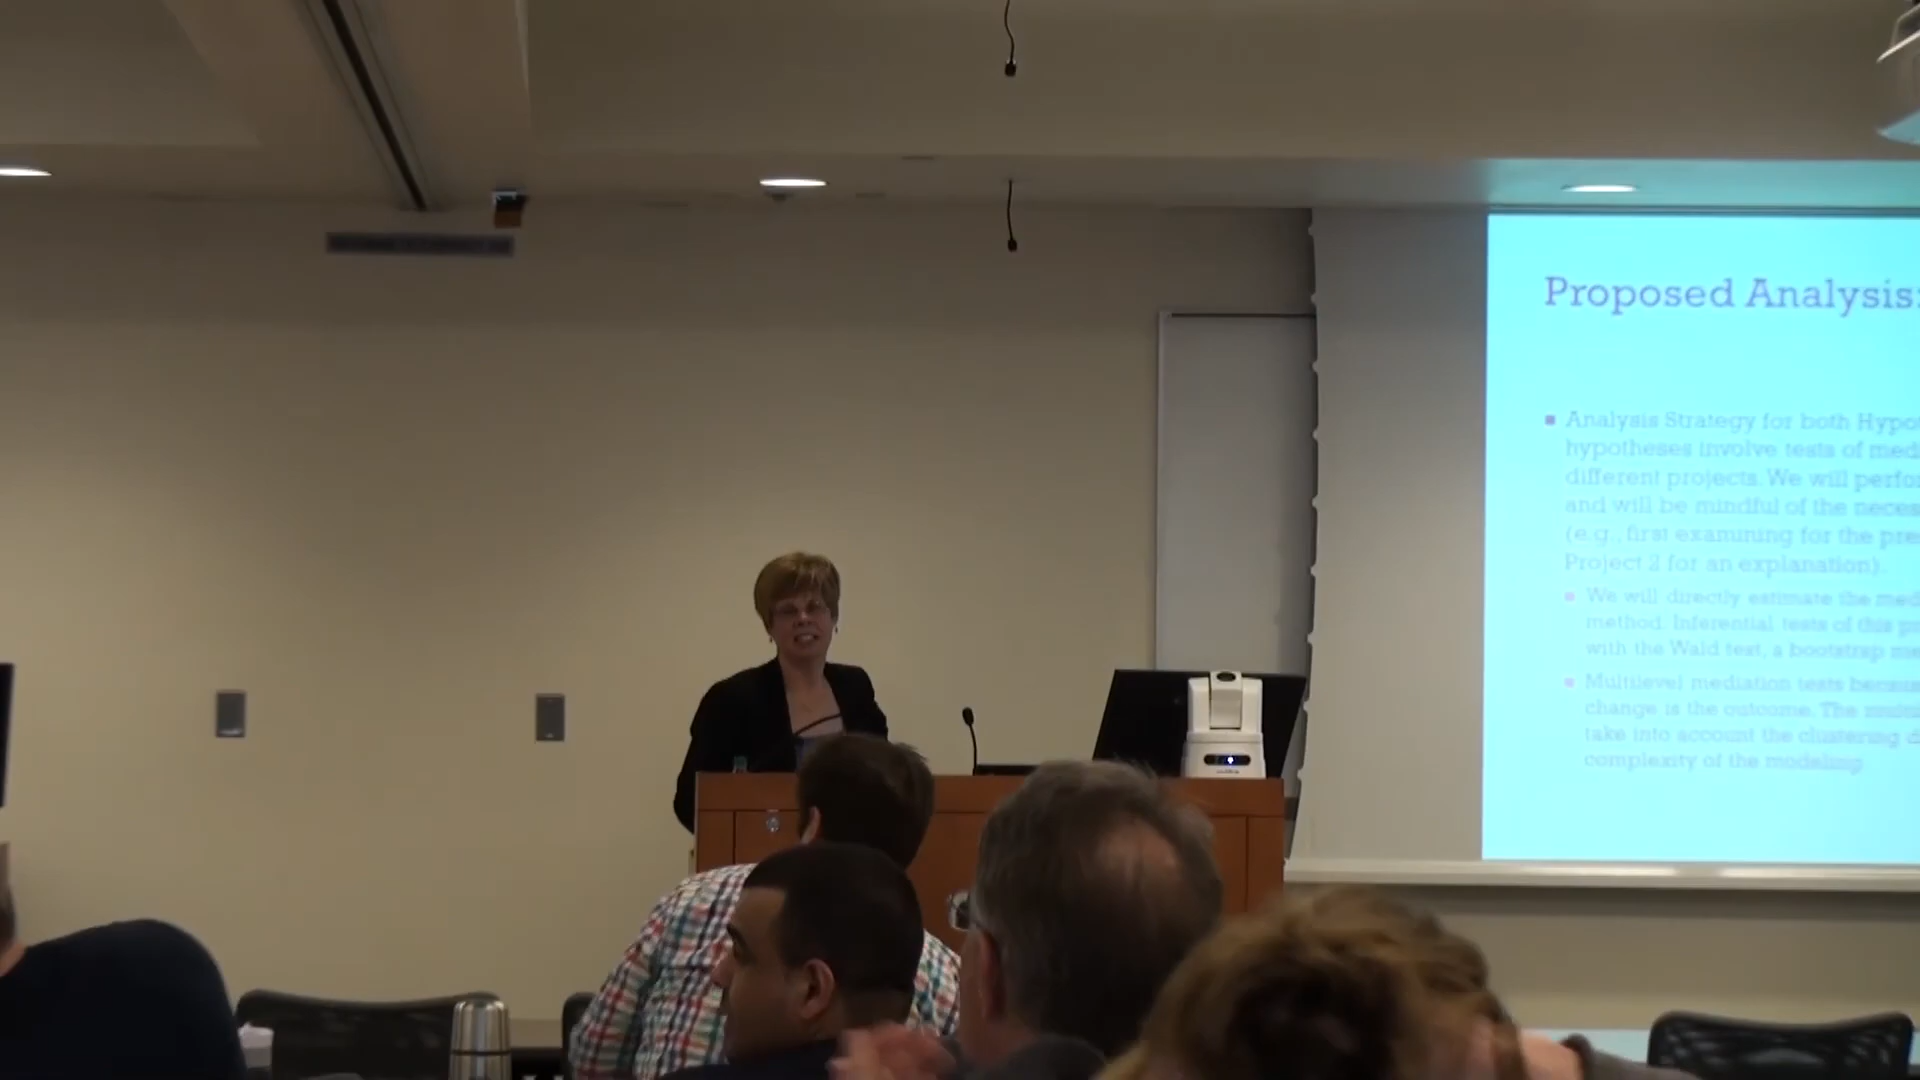 Proposed Analysis:
Analysis Strategy for both Hypo
hypotheses involve tests of med
different projects. We will perfor
and will be mindful of the neces
(e.g., first examining for the pre
Project 2 for an explanation).
We will directly estimate the med
method. Inferential tests of this p
with the Wald test, a bootstrap me
Multilevel mediation tests becaus
change is the outcome. The
take into account the clustering d
complexity of the modeling